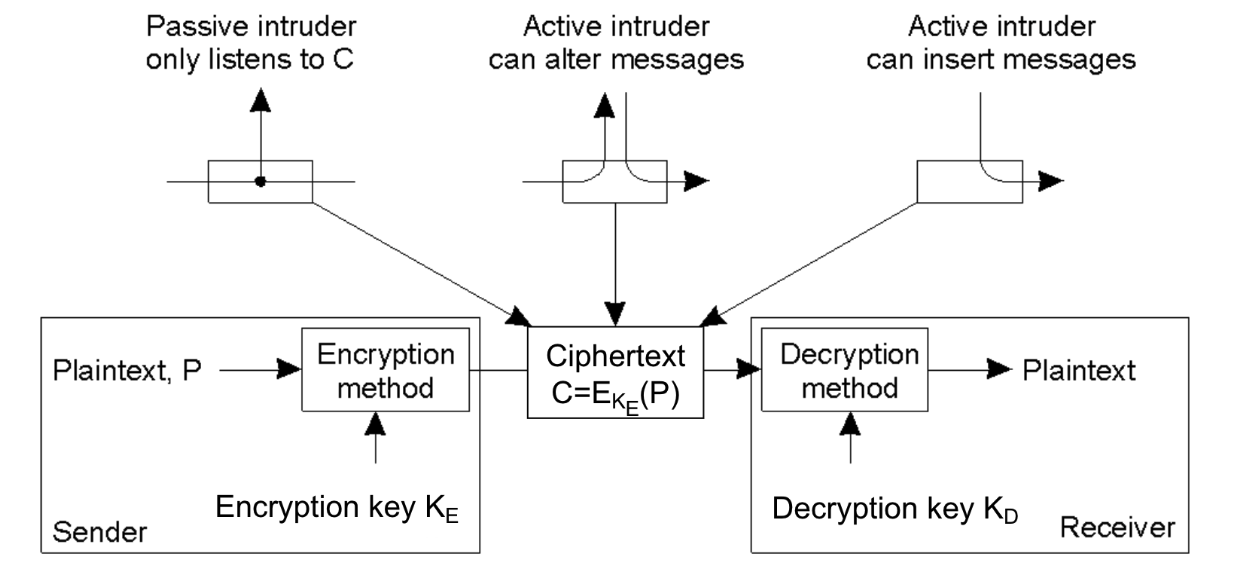 Passive intruder
only listens to C
Active intruder
can alter messages
Active intruder
can insert messages
Plaintext, P
Encryption
method
Ciphertext
C=E_{K_E}(P)
Decryption
method
Plaintext
Encryption key K_E
Sender
Decryption key K_D
Receiver